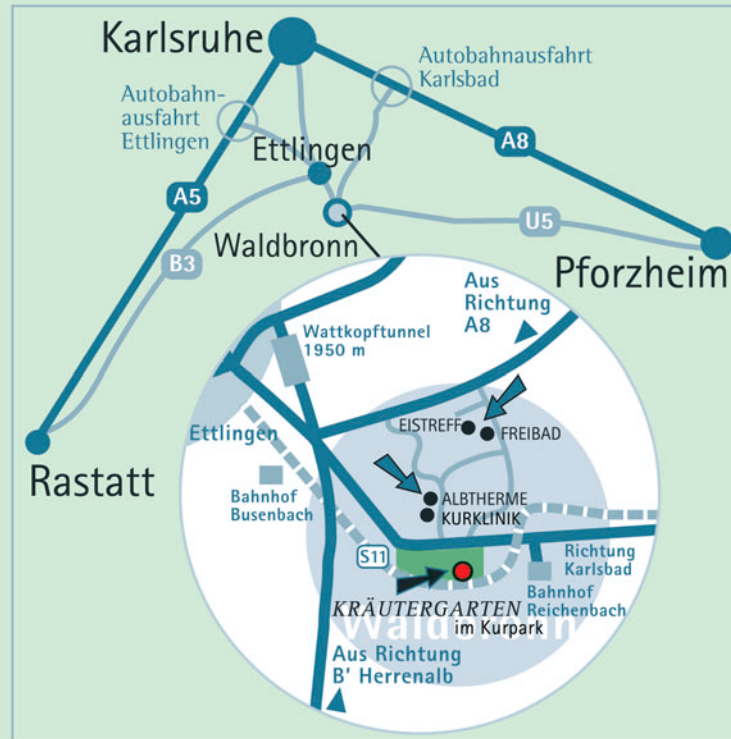 Karlsruhe
Autobahnausfahrt
Karlsbad
Autobahn-
ausfahrt
Ettlingen
Ettlingen
A8
A5
Waldbronn
U5
B3
Pforzheim
Aus
Richtung
A8
Wattkopftunnel
1950 m
Ettlingen
EISTREFF
FREIBAD
Rastatt
Bahnhof
Busenbach
ALBTHERME
KURKLINIK
S11
Richtung
Karlsbad
Bahnhof
Reichenbach
KRÄUTERGARTEN
im Kurpark
Waldbronn
Aus Richtung
B' Herrenalb